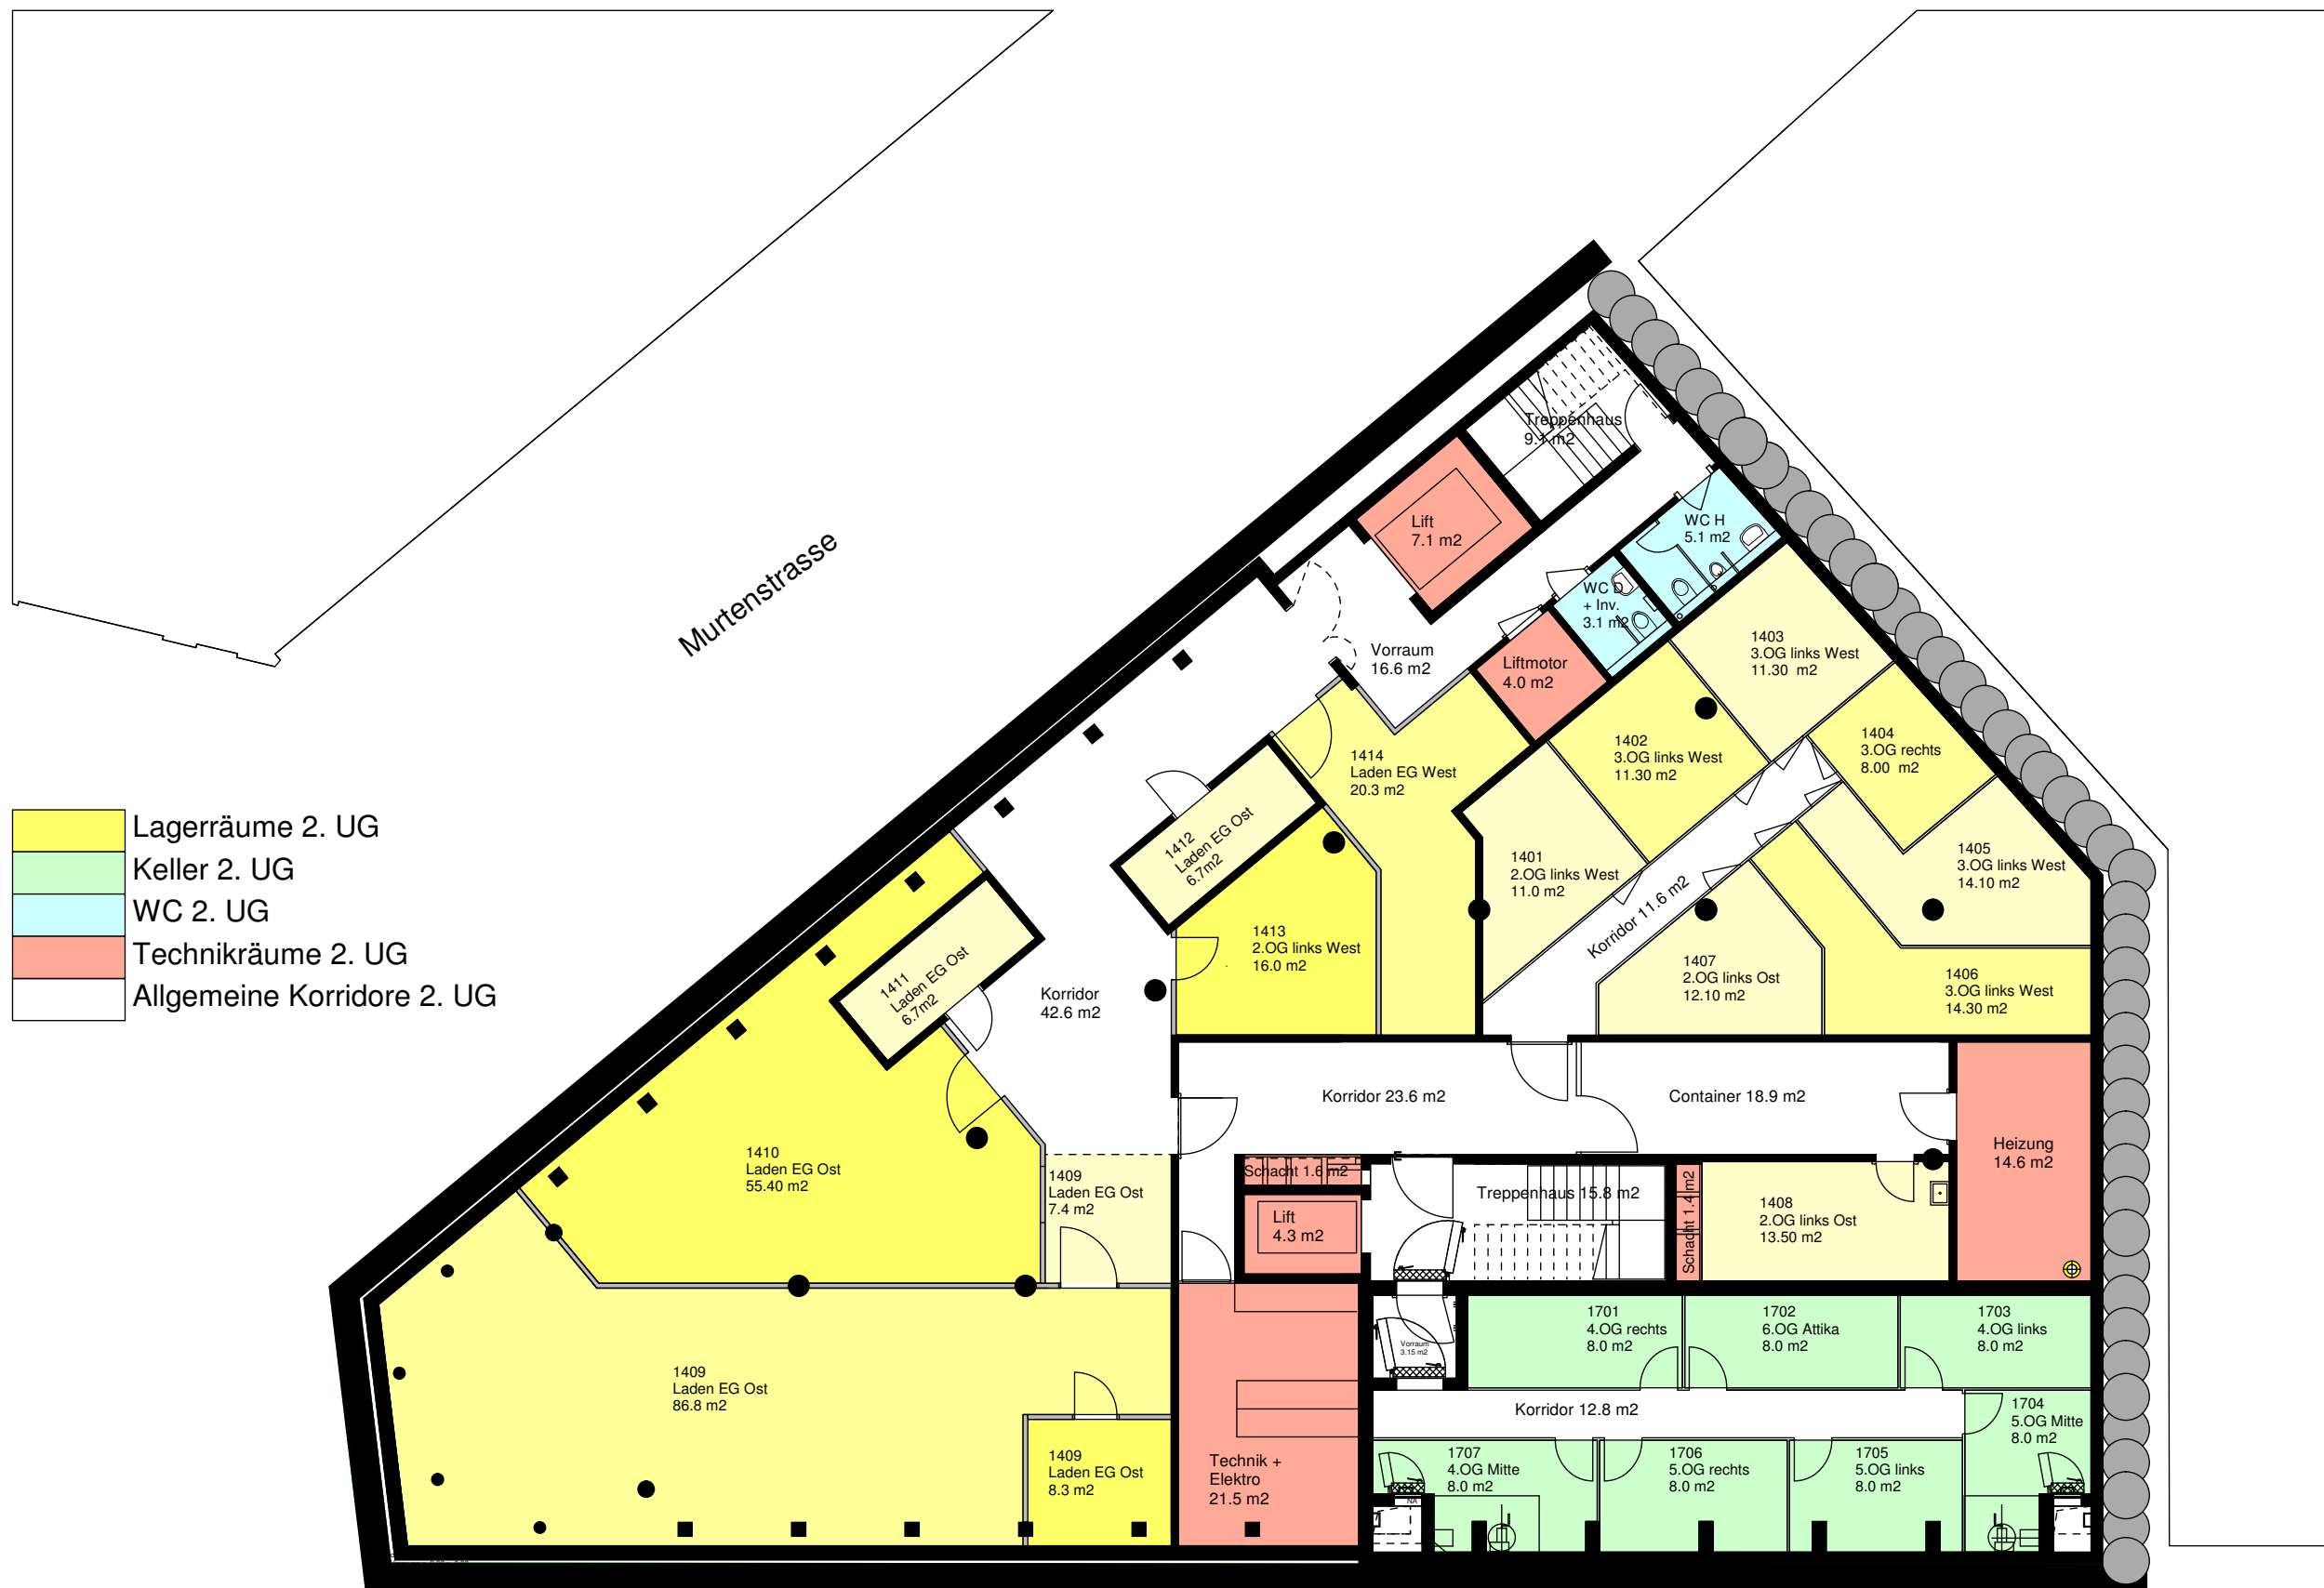 Murtenstrasse
Lagerräume 2. UG
Keller 2. UG
WC 2. UG
Technikräume 2. UG
Allgemeine Korridore 2. UG
Treppenhaus
9.1 m2
Lift
7.1 m2
WC H
5.1 m2
WC D
+ Inv.
3.1 m2
Vorraum
16.6 m2
Liftmotor
4.0 m2
1403
3.OG links West
11.30 m2
1402
3.OG links West
11.30 m2
1404
3.OG rechts
8.00 m2
1414
Laden EG West
20.3 m2
1412
Laden EG Ost
6.7m2
1401
2.OG links West
11.0 m2
1405
3.OG links West
14.10 m2
Korridor 11.6 m2
1413
2.OG links West
16.0 m2
1411
Laden EG Ost
6.7m2
1407
2.OG links Ost
12.10 m2
1406
3.OG links West
14.30 m2
Korridor
42.6 m2
Korridor 23.6 m2
Container 18.9 m2
Heizung
14.6 m2
1410
Laden EG Ost
55.40 m2
1409
Laden EG Ost
7.4 m2
Schacht 1.6 m2
Lift
4.3 m2
Treppenhaus 15.8 m2
Schacht 1.4 m2
1408
2.OG links Ost
13.50 m2
1701
4.OG rechts
8.0 m2
1702
6.OG Attika
8.0 m2
1703
4.OG links
8.0 m2
Vorraum
3.15 m2
1409
Laden EG Ost
86.8 m2
Korridor 12.8 m2
1704
5.OG Mitte
8.0 m2
1409
Laden EG Ost
8.3 m2
Technik +
Elektro
21.5 m2
1707
4.OG Mitte
8.0 m2
1706
5.OG rechts
8.0 m2
1705
5.OG links
8.0 m2
NA